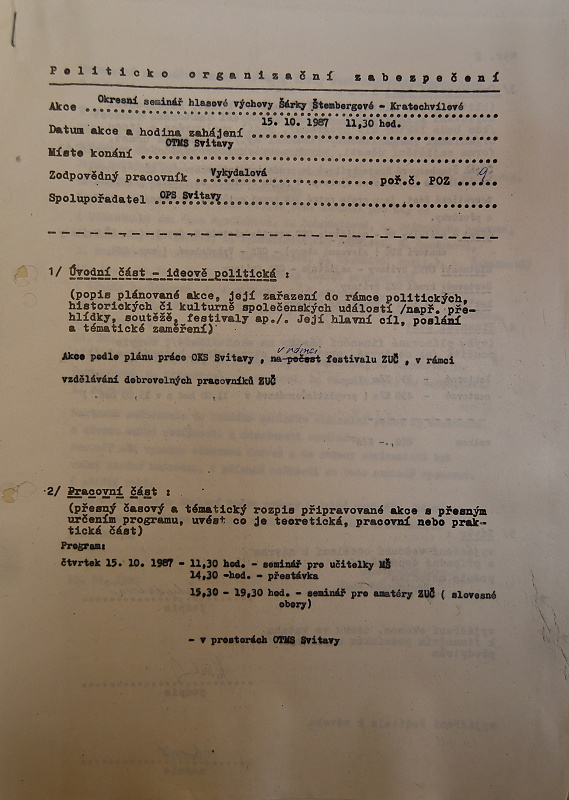 Politicko organizační zabezpečení
Akce Okresní seminář hlasové výchovy Šárky Štembergové - Kratochvílové
Datum akce a hodina zahájení 15. 10. 1987 11,30 hod.
Místo konání OTMS Svitavy
Zodpovědný pracovník Vykydalová poř.č. POZ 9
Spolupořadatel OPS Svitavy
1/ Úvodní část - ideově politická :
(popis plánované akce, její zařazení do rámce politických,
historických či kulturně společenských událostí /např. pře-
hlídky, soutěžě, festivaly ap./. Její hlavní cíl, poslání
a tématické zaměření)
v rámci
Akce podle plánu práce OKS Svitavy , na počest festivalu ZUČ , v rámci
vzdělávání dobrovolných pracovníků ZUČ
2/ Pracovní část :
(přesný časový a tématický rozpis připravované akce s přesným
určením programu, uvést co je teoretická, pracovní nebo prak-
tická část)
Program:
čtvrtek 15. 10. 1987 - 11,30 hod. - seminář pro učitelky MŠ
14,30 -hod. - přestávka
15,30 - 19,30 hod. - seminář pro amatéry ZUČ ( slovesné
obory)
- v prostorách OTMS Svitavy